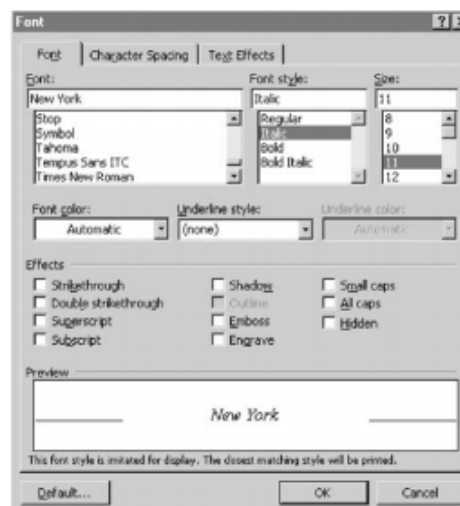 Font
Font Character Spacing Text Effects
Font: Font style: Size:
New York Italic 11
Stop Regular 8
Symbol Italic 9
Tahoma Bold 10
Tempus Sans ITC Bold Italic 11
Times New Roman 12
Font color: Underline style: Underline color:
Automatic (none) Automatic
Effects
Strikethrough Shadow Small caps
Double strikethrough Outline All caps
Superscript Emboss Hidden
Subscript Engrave
Preview
New York
This font style is imitated for display. The closest matching style will be printed.
Default... OK Cancel